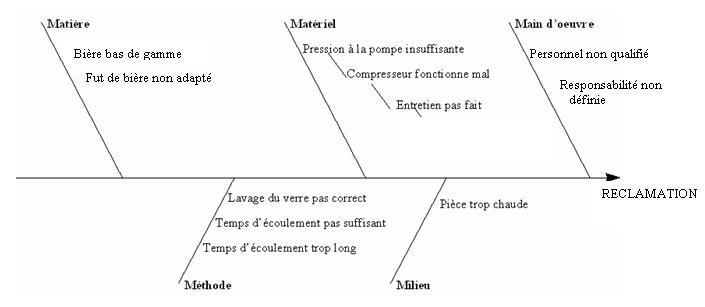 Matière
Bière bas de gamme
Fut de bière non adapté
Matériel
Pression à la pompe insuffisante
Compresseur fonctionne mal
Entretien pas fait
Main d'oeuvre
Personnel non qualifié
Responsabilité non
définie
RECLAMATION
Lavage du verre pas correct
Temps d'écoulement pas suffisant
Temps d'écoulement trop long
Méthode
Pièce trop chaude
Milieu